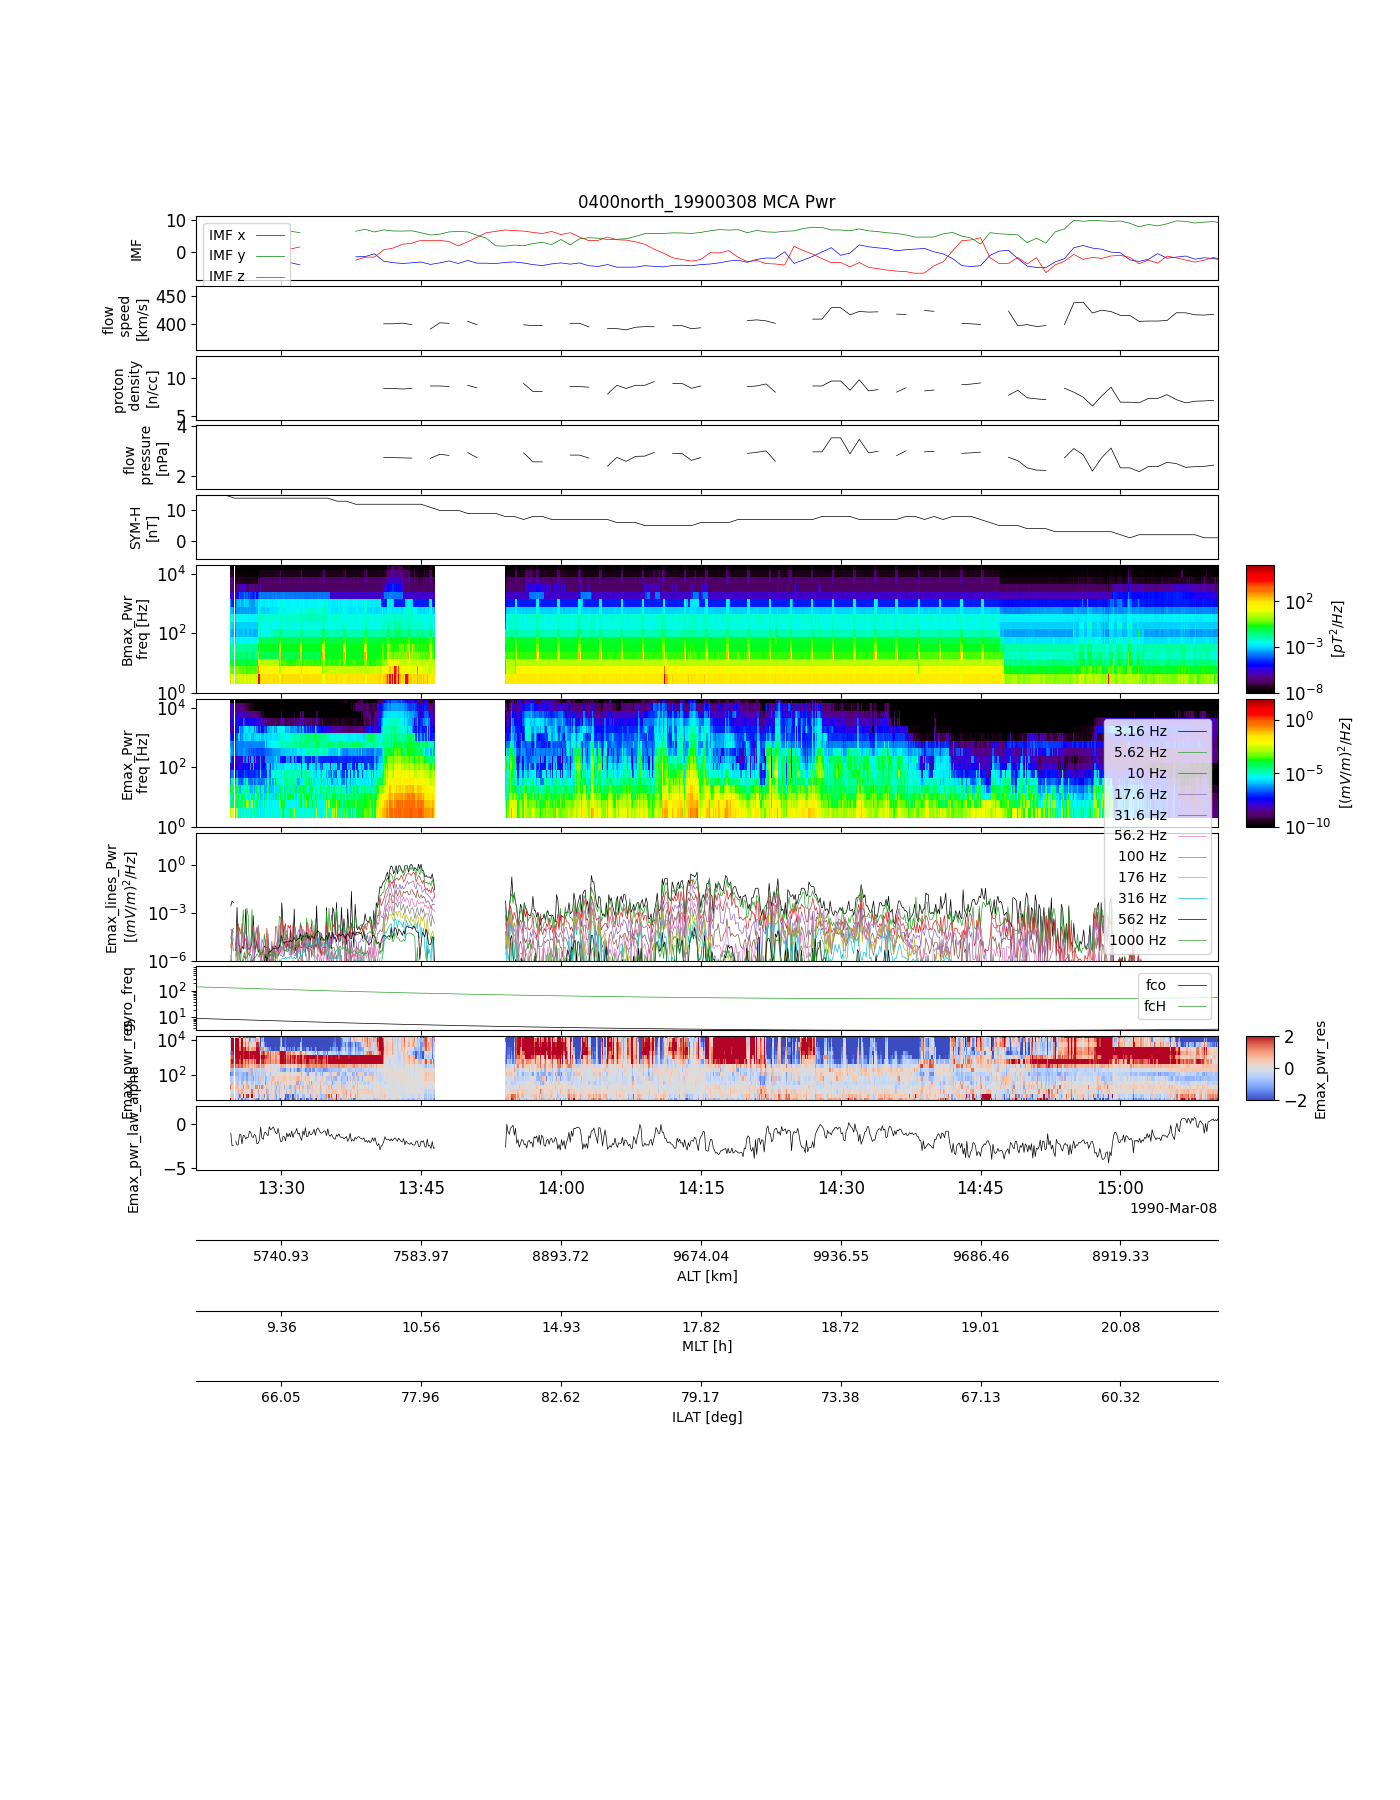 0400north_19900308 MCA Pwr
10
0
IMF
IMF x
IMF y
IMF z
450
400
flow
speed
[km/s]
10
5
proton
density
[n/cc]
4
2
flow
pressure
[nPa]
10
0
SYM-H
[nT]
10^4
10^2
10^0
Bmax_Pwr
freq [Hz]
10^2
10^-3
10^-8
[pT^2/Hz]
10^4
10^2
10^0
Emax_Pwr
freq [Hz]
10^0
10^-5
10^-10
[(mV/m)^2/Hz]
3.16 Hz
5.62 Hz
10 Hz
17.6 Hz
31.6 Hz
56.2 Hz
100 Hz
176 Hz
316 Hz
562 Hz
1000 Hz
10^0
10^-3
10^-6
Emax_lines_Pwr
[(mV/m)^2/Hz]
10^2
10^1
gyro_freq
fco
fcH
10^4
10^2
Emax_pwr_res
2
0
−2
Emax_pwr_res
0
−5
Emax_pwr_law_alpha
13:30 13:45 14:00 14:15 14:30 14:45 15:00
1990-Mar-08
5740.93 7583.97 8893.72 9674.04 9936.55 9686.46 8919.33
ALT [km]
9.36 10.56 14.93 17.82 18.72 19.01 20.08
MLT [h]
66.05 77.96 82.62 79.17 73.38 67.13 60.32
ILAT [deg]